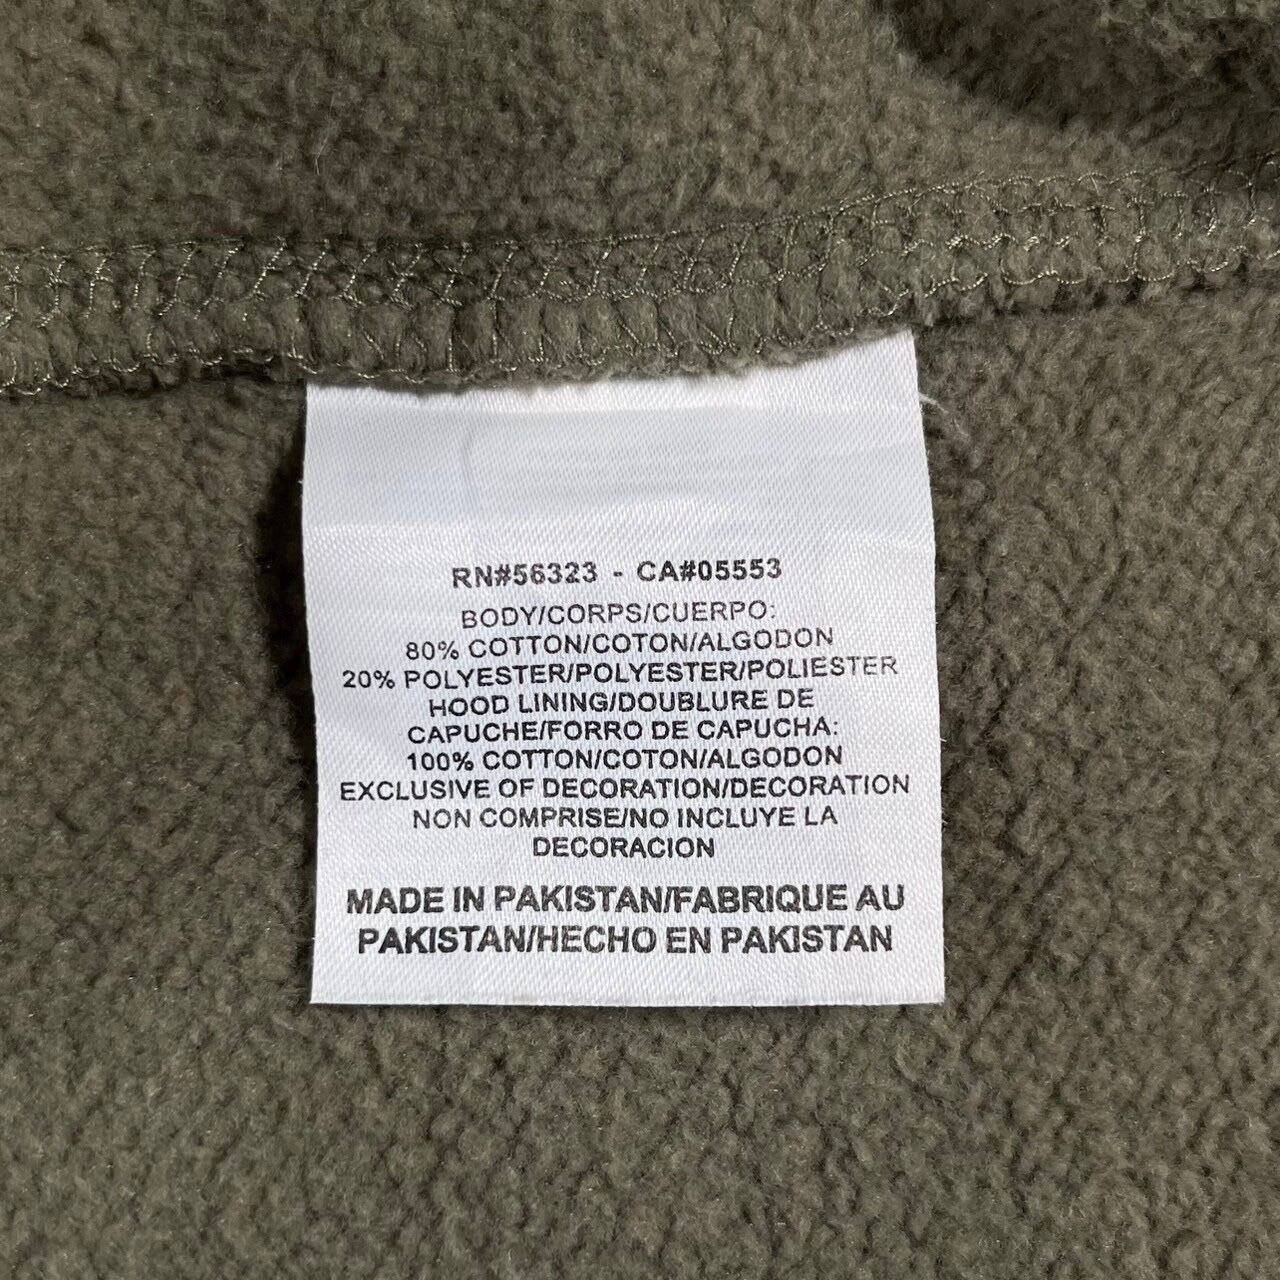 RN#56323 - CA#05553
BODY/CORPS/CUERPO:
80% COTTON/COTON/ALGODON
20% POLYESTER/POLYESTER/POLIESTER
HOOD LINING/DOUBLURE DE
CAPUCHE/FORRO DE CAPUCHA:
100% COTTON/COTON/ALGODON
EXCLUSIVE OF DECORATION/DECORATION
NON COMPRISE/NO INCLUYE LA
DECORACION
MADE IN PAKISTAN/FABRIQUE AU
PAKISTAN/HECHO EN PAKISTAN